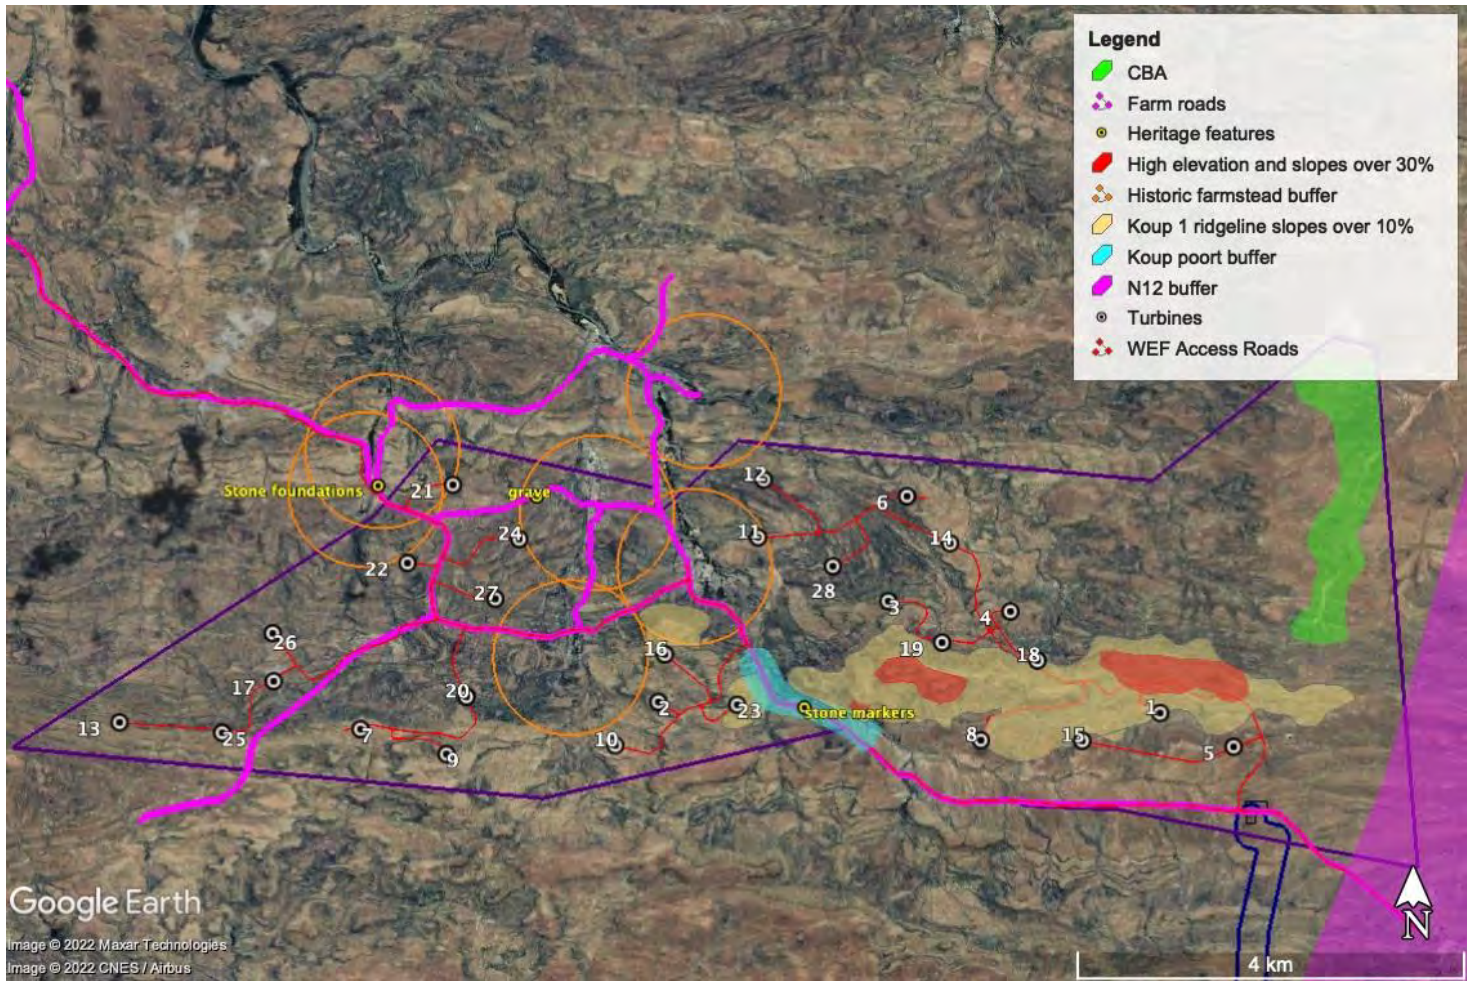 Legend
CBA
Farm roads
Heritage features
High elevation and slopes over 30%
Historic farmstead buffer
Koup 1 ridgeline slopes over 10%
Koup poort buffer
N12 buffer
Turbines
WEF Access Roads
12
6
Stone foundations
21
grave
24
11
14
22
28
27
3
4
26
19
16
18
17
20
2
23
Stone markers
1
13
25
7
9
10
8
15
5
Google Earth
Image © 2022 Maxar Technologies
Image © 2022 CNES / Airbus
N
4 km